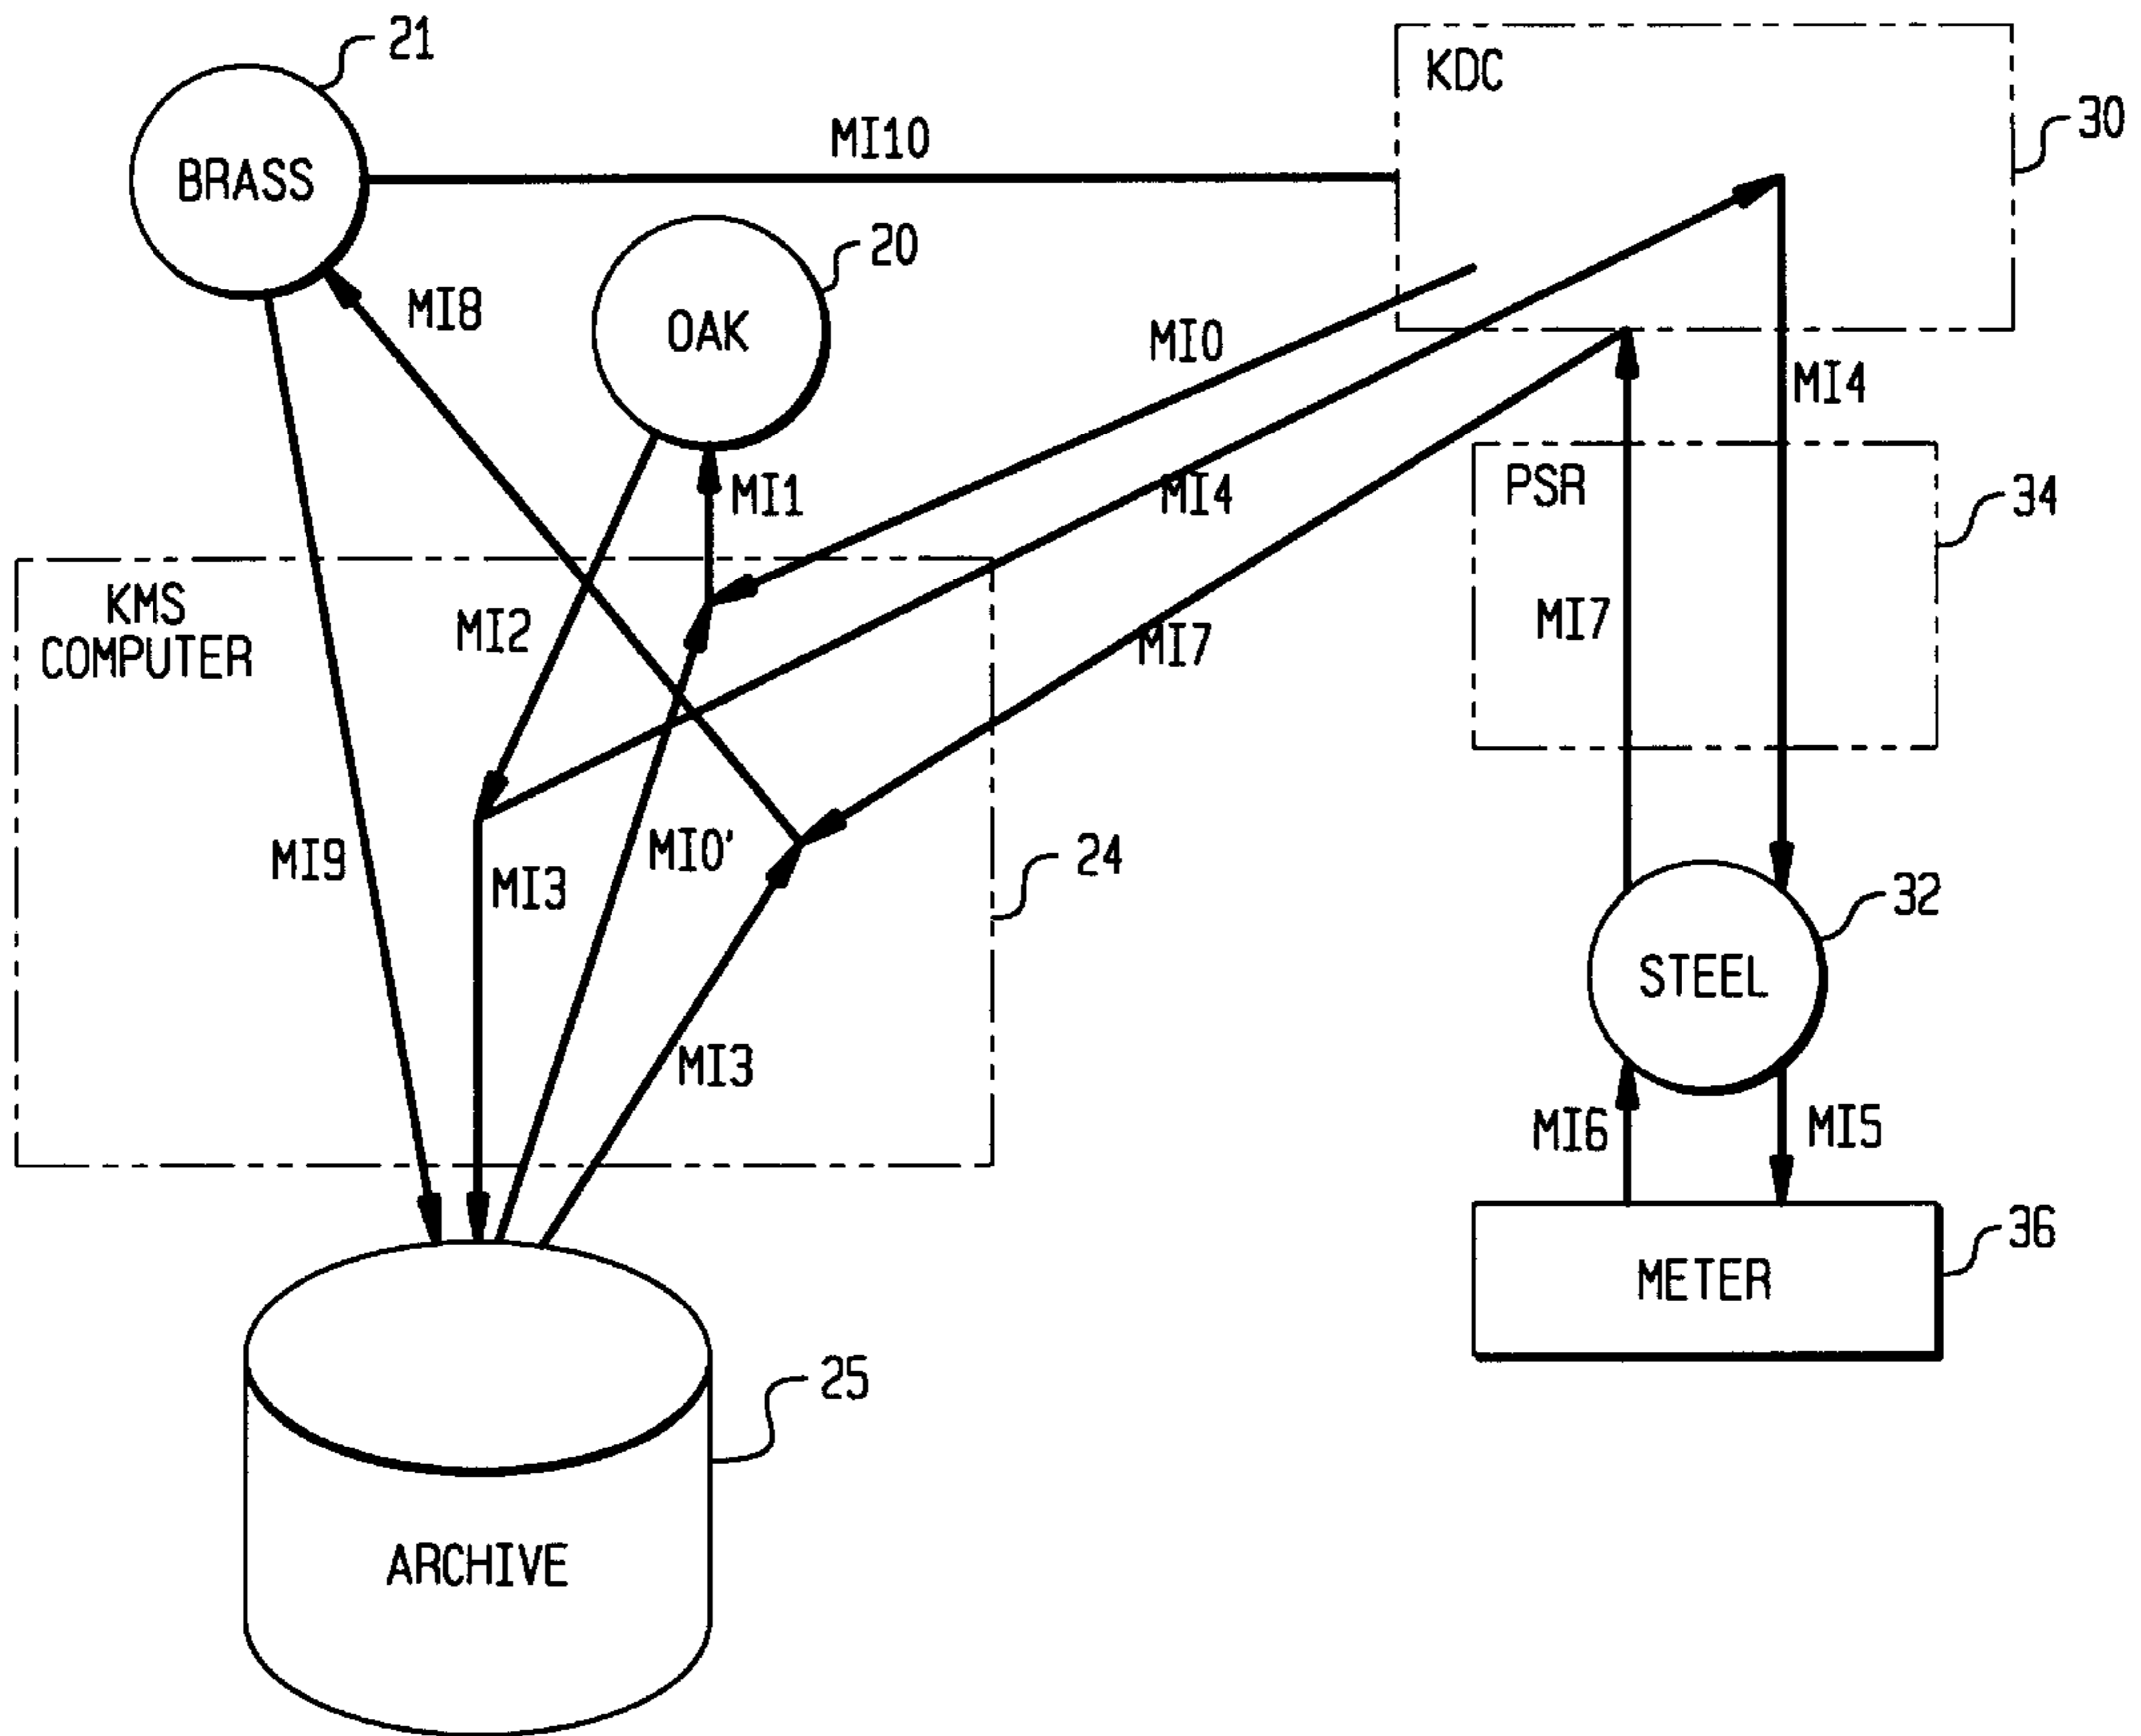 21
KDC
30
MI10
BRASS
20
MI8
OAK
MI0
MI4
MI1
MI4
PSR
34
KMS
COMPUTER
MI2
MI7
MI7
MI9
MI3
MI0'
24
32
STEEL
MI3
MI6
MI5
36
METER
25
ARCHIVE